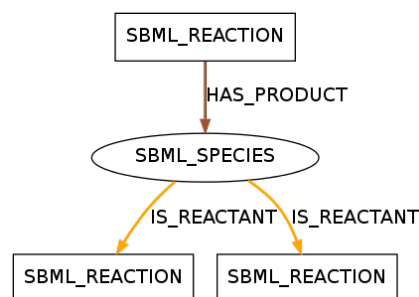 SBML_REACTION
HAS_PRODUCT
SBML_SPECIES
IS_REACTANT IS_REACTANT
SBML_REACTION SBML_REACTION